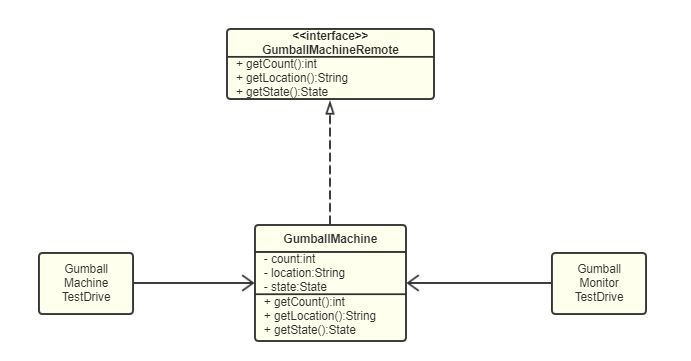 <<interface>>
GumballMachineRemote
+ getCount():int
+ getLocation():String
+ getState():State
GumballMachine
- count:int
- location:String
- state:State
+ getCount():int
+ getLocation():String
+ getState():State
Gumball
Machine
TestDrive
Gumball
Monitor
TestDrive